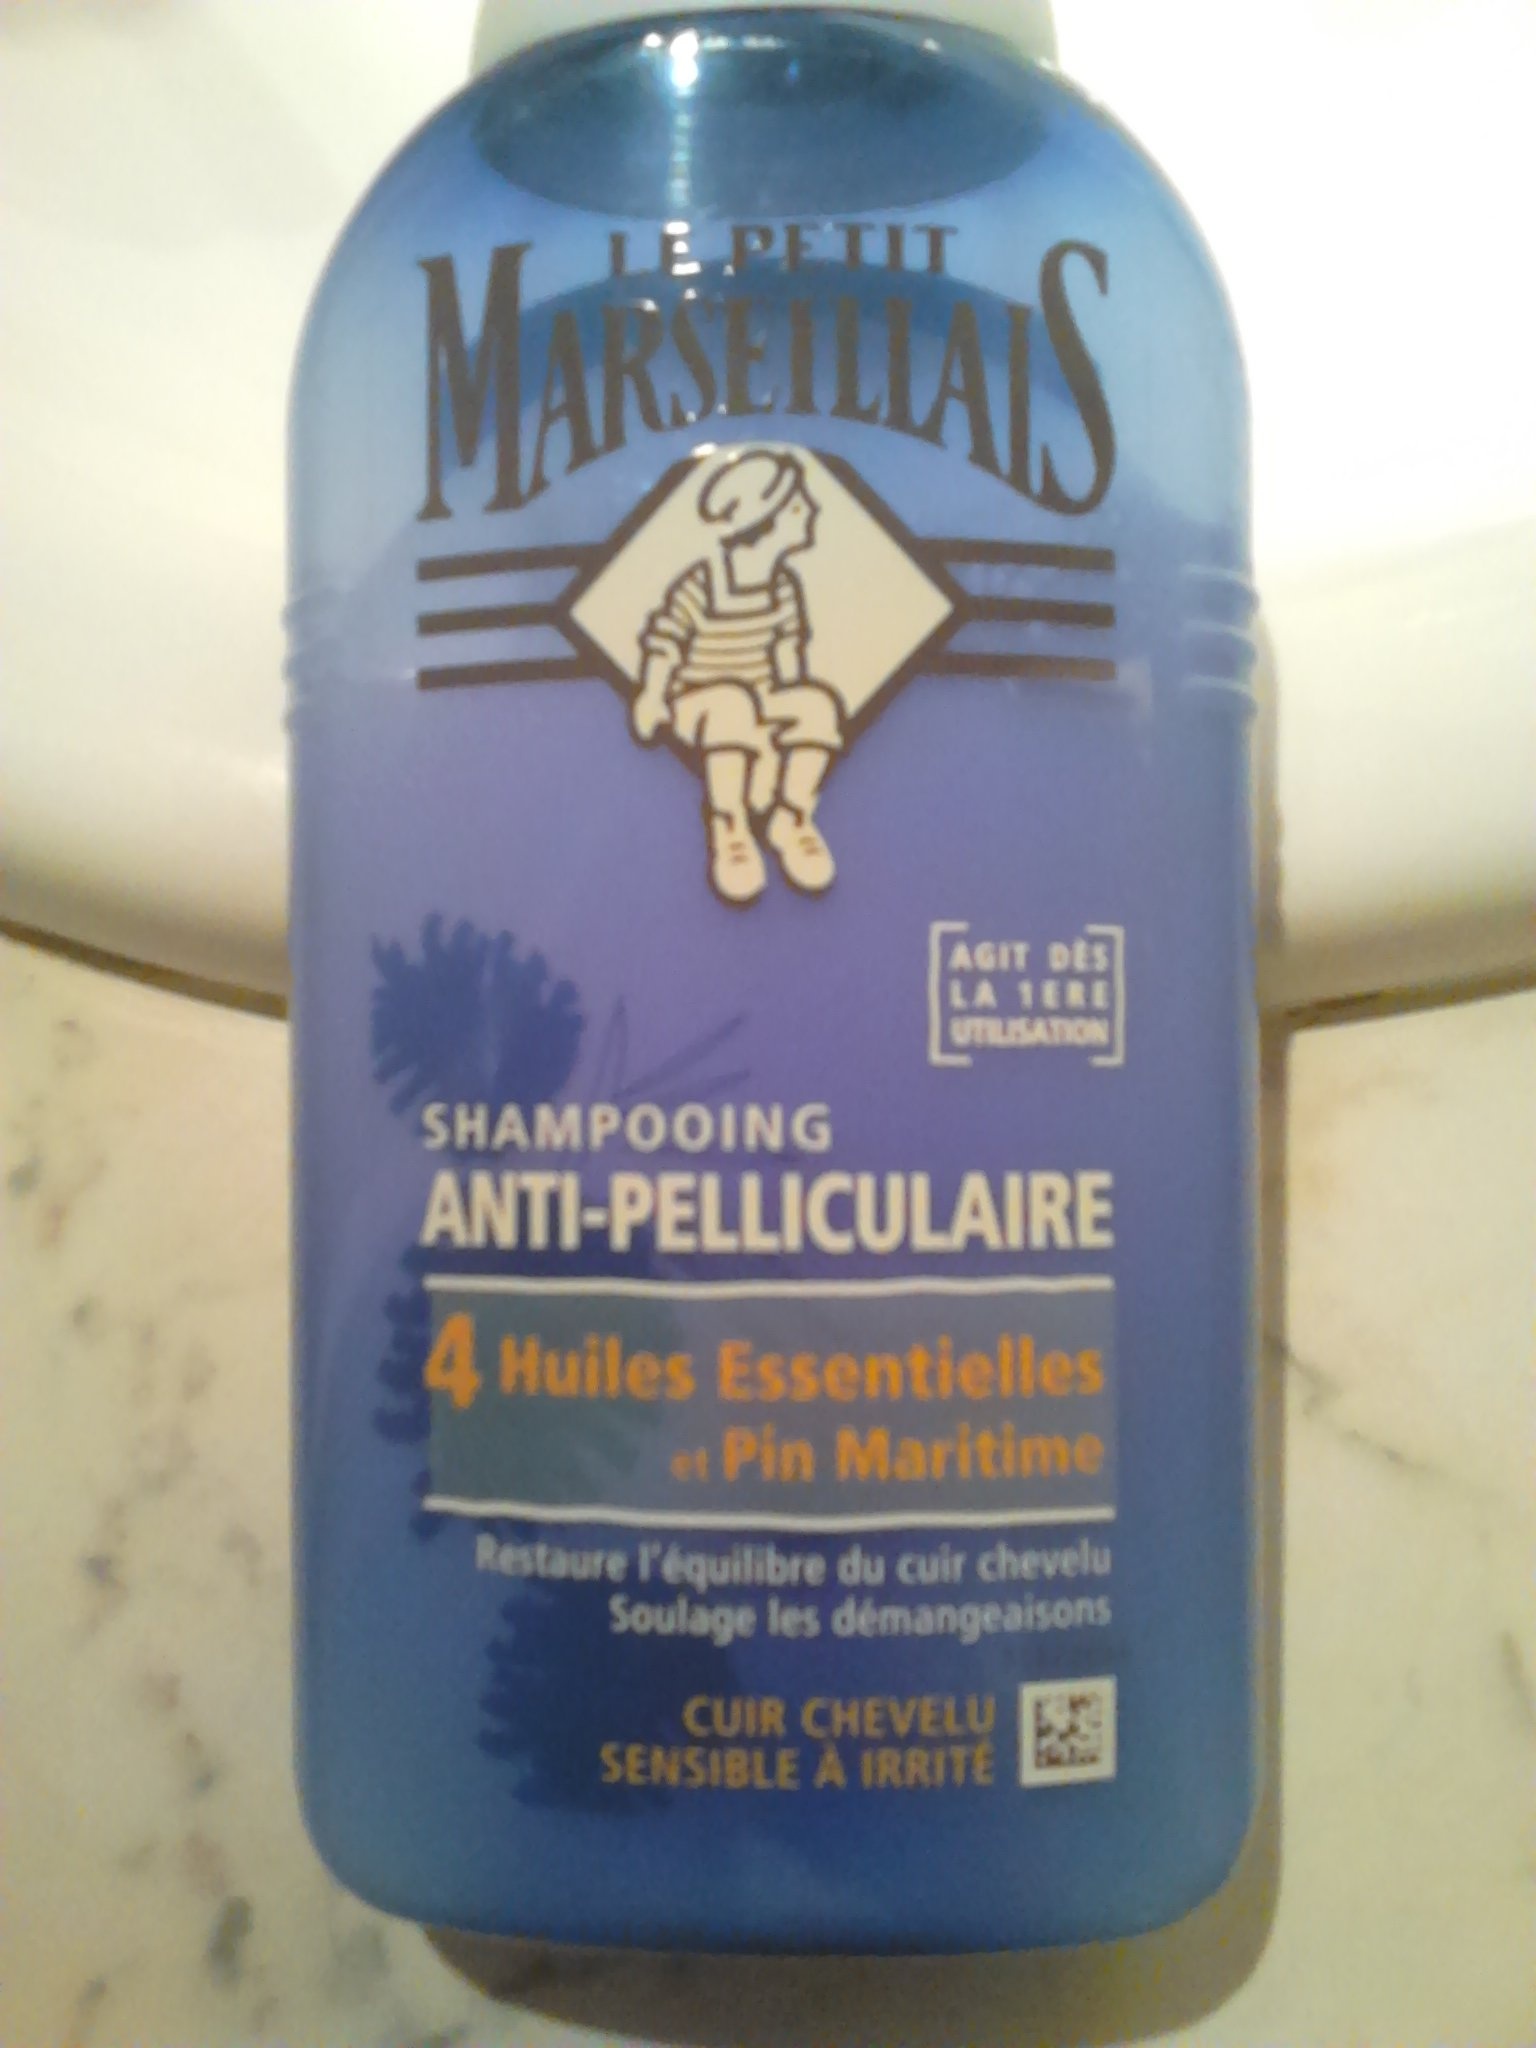 LE PETIT
MARSEILLAIS
AGIT DÈS
LA 1ERE
UTILISATION
SHAMPOOING
ANTI-PELLICULAIRE
4 Huiles Essentielles
et Pin Maritime
Restaure l'équilibre du cuir chevelu
Soulage les démangeaisons
CUIR CHEVELU
SENSIBLE À IRRITÉ